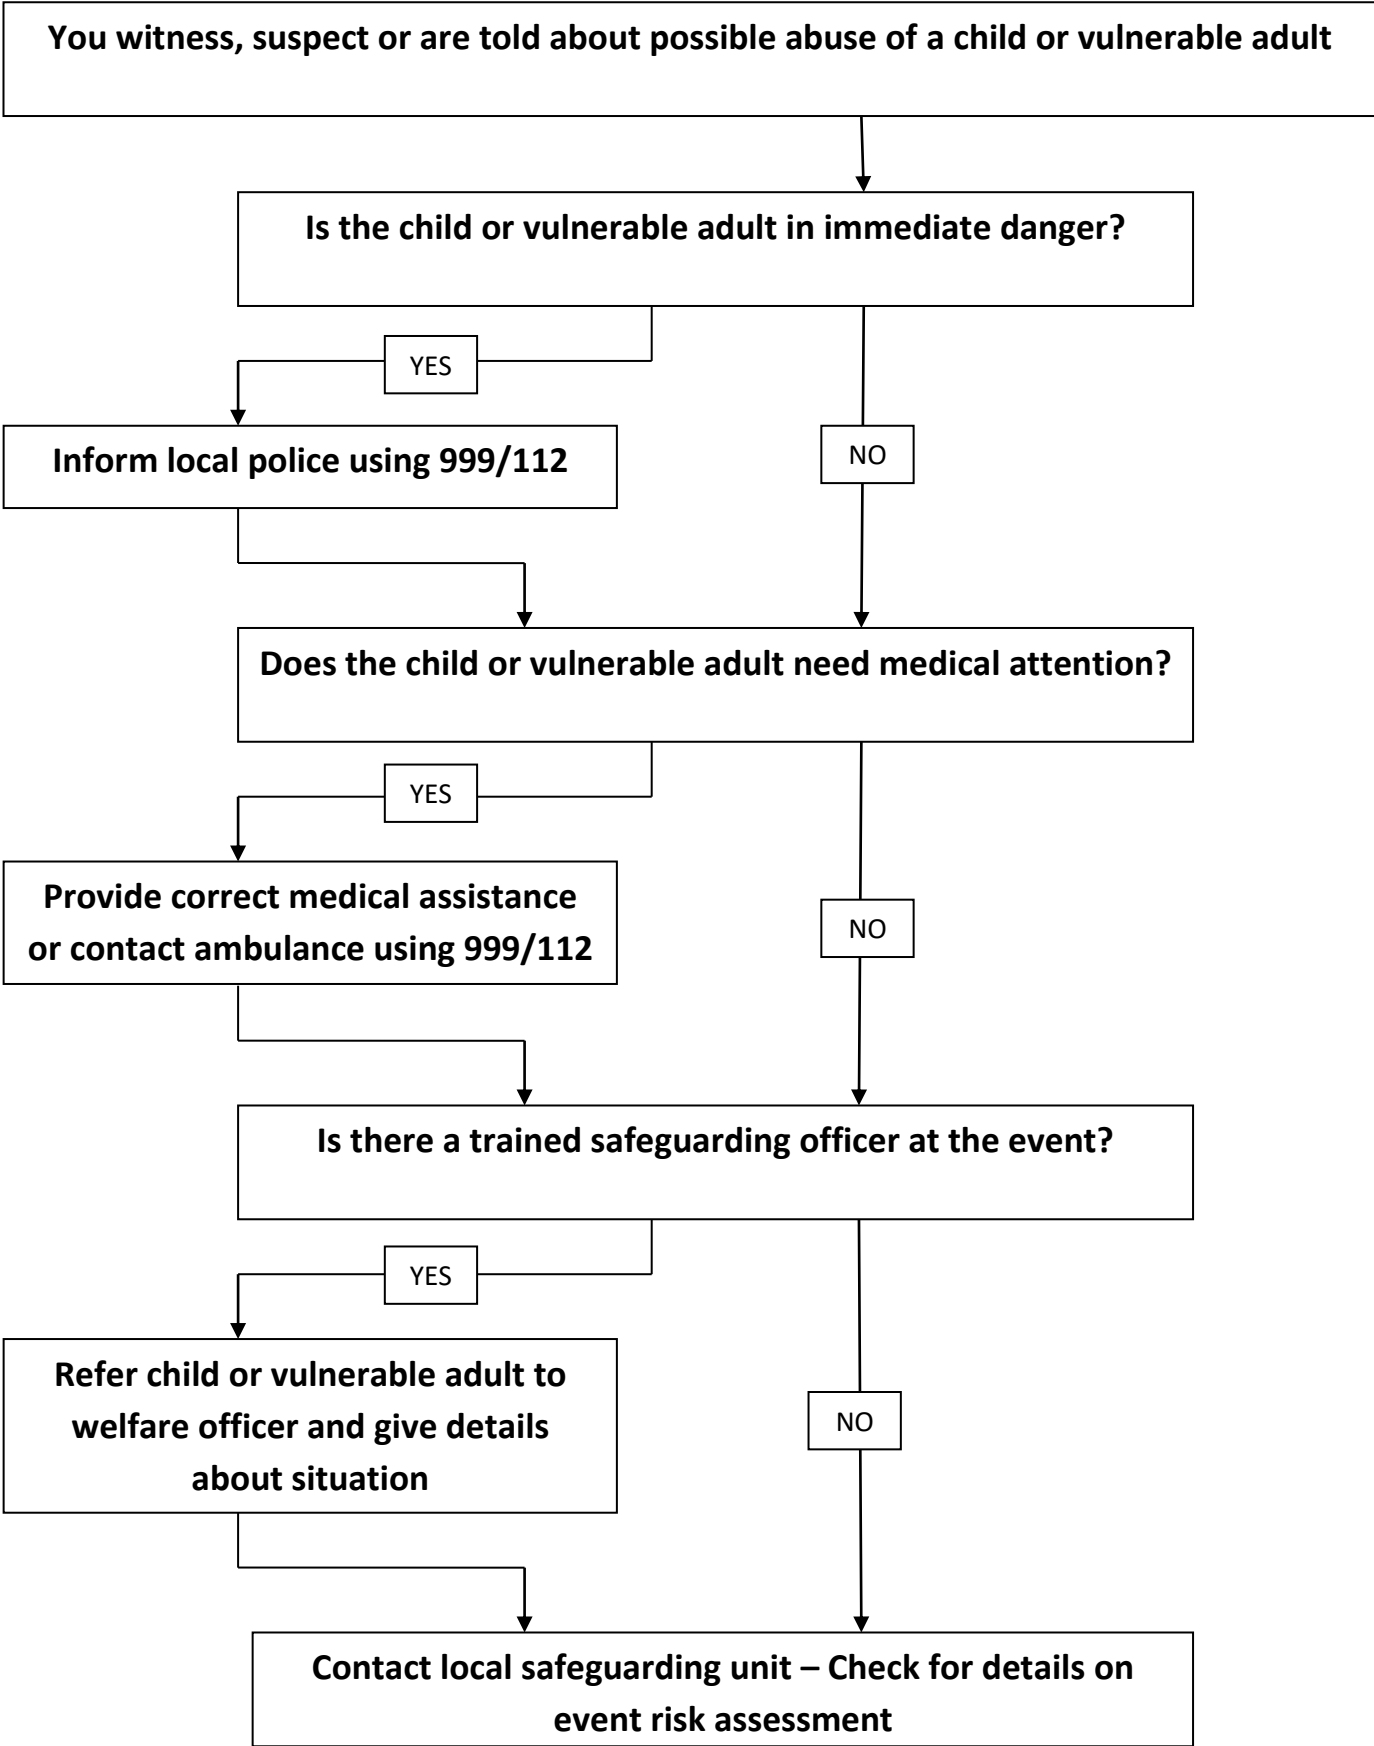 You witness, suspect or are told about possible abuse of a child or vulnerable adult
Is the child or vulnerable adult in immediate danger?
YES
Inform local police using 999/112
NO
Does the child or vulnerable adult need medical attention?
YES
Provide correct medical assistance
or contact ambulance using 999/112
NO
Is there a trained safeguarding officer at the event?
YES
Refer child or vulnerable adult to
welfare officer and give details
about situation
NO
Contact local safeguarding unit – Check for details on
event risk assessment